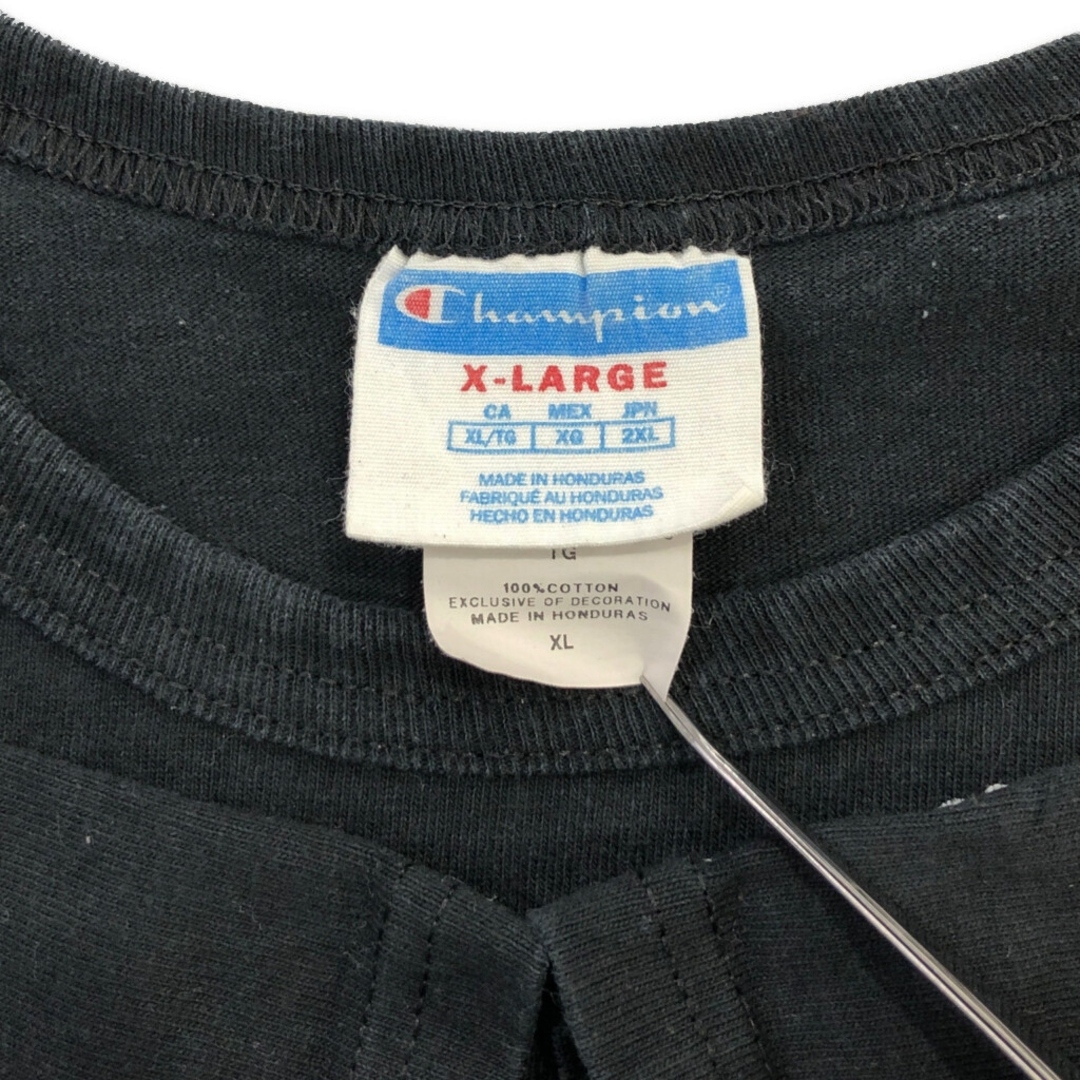 Champion®
X-LARGE
CA MEX JPN
XL/TG XG 2XL
MADE IN HONDURAS
FABRIQUÉ AU HONDURAS
HECHO EN HONDURAS
TG
100%COTTON
EXCLUSIVE OF DECORATION
MADE IN HONDURAS
XL